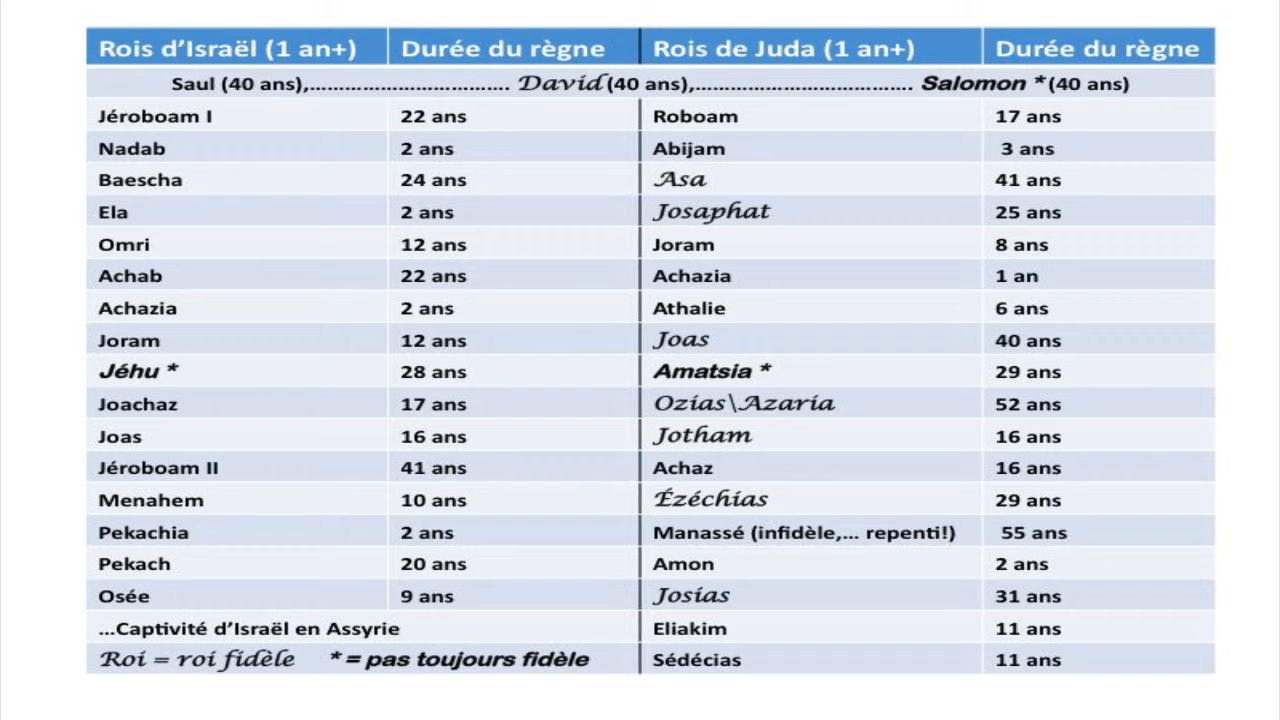 Rois d’Israël (1 an+) Durée du règne Rois de Juda (1 an+) Durée du règne
Saul (40 ans),………………………….. David (40 ans),………………………………. Salomon * (40 ans)
Jéroboam I 22 ans Roboam 17 ans
Nadab 2 ans Abijam 3 ans
Baescha 24 ans Asa 41 ans
Ela 2 ans Josaphat 25 ans
Omri 12 ans Joram 8 ans
Achab 22 ans Achazia 1 an
Achazia 2 ans Athalie 6 ans
Joram 12 ans Joas 40 ans
Jéhu * 28 ans Amatsia * 29 ans
Joachaz 17 ans Ozias\Azaria 52 ans
Joas 16 ans Jotham 16 ans
Jéroboam II 41 ans Achaz 16 ans
Menahem 10 ans Ézéchias 29 ans
Pekachia 2 ans Manassé (infidèle,… repenti!) 55 ans
Pekach 20 ans Amon 2 ans
Osée 9 ans Josias 31 ans
…Captivité d’Israël en Assyrie Eliakim 11 ans
Roi = roi fidèle * = pas toujours fidèle Sédécias 11 ans